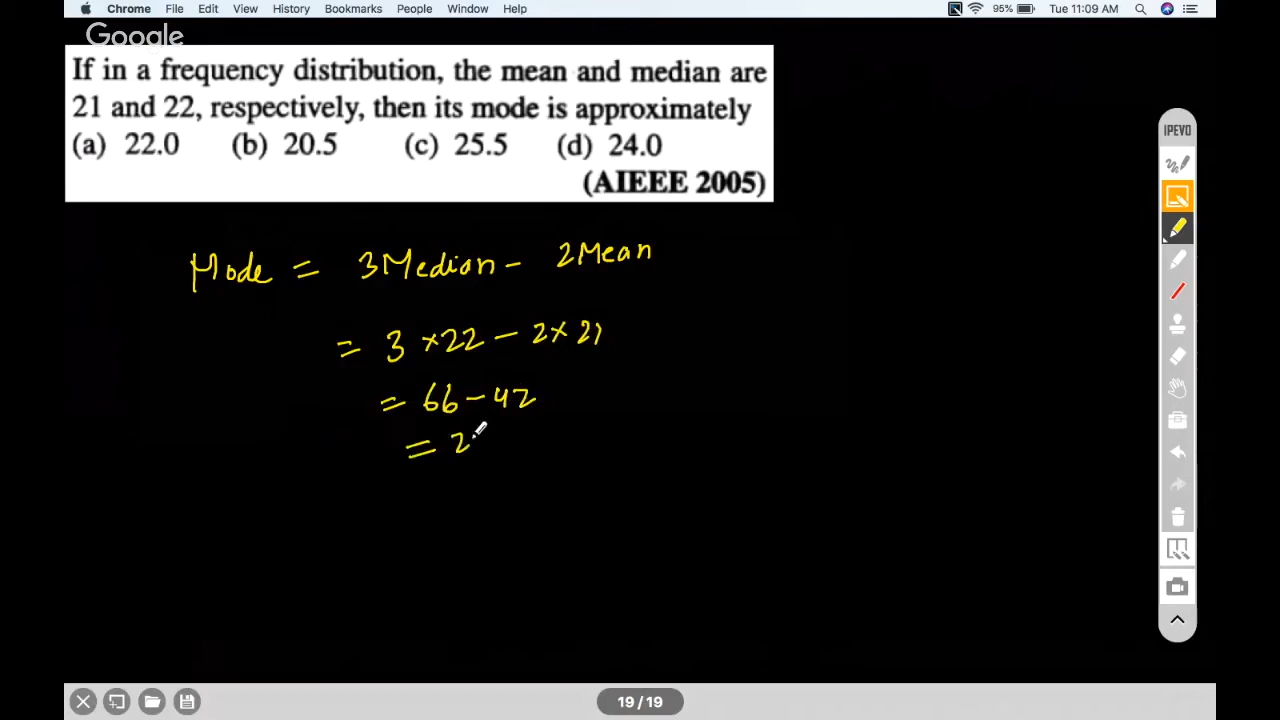 Chrome File Edit View History Bookmarks People Window Help 95% Tue 11:09 AM
Google
If in a frequency distribution, the mean and median are
21 and 22, respectively, then its mode is approximately
(a) 22.0 (b) 20.5 (c) 25.5 (d) 24.0
(AIEEE 2005)
IPEVO
Mode = 3Median - 2Mean
= 3 × 22 - 2 × 21
= 66 - 42
= 2
19 / 19